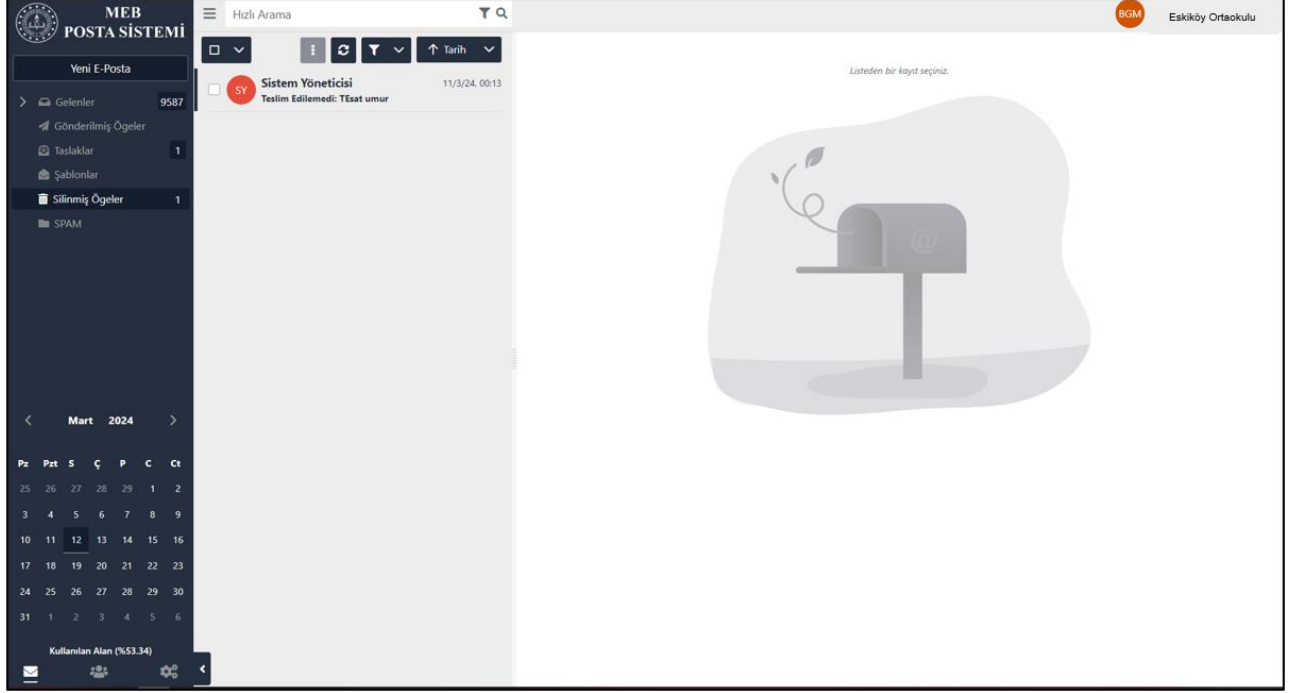 MEB
POSTA SİSTEMİ
Yeni E-Posta
Gelenler 9587
Gönderilmiş Ögeler
Taslaklar 1
Şablonlar
Silinmiş Ögeler 1
SPAM
Mart 2024
Pz Pzt S Ç P C Ct
25 26 27 28 29 1 2
3 4 5 6 7 8 9
10 11 12 13 14 15 16
17 18 19 20 21 22 23
24 25 26 27 28 29 30
31 1 2 3 4 5 6
Kullanılan Alan (%53.34)
Hızlı Arama
Tarih
SY
Sistem Yöneticisi 11/3/24, 00:13
Teslim Edilemedi: TEsat umur
BGM
Eskiköy Ortaokulu
Listeden bir kayıt seçiniz.
@